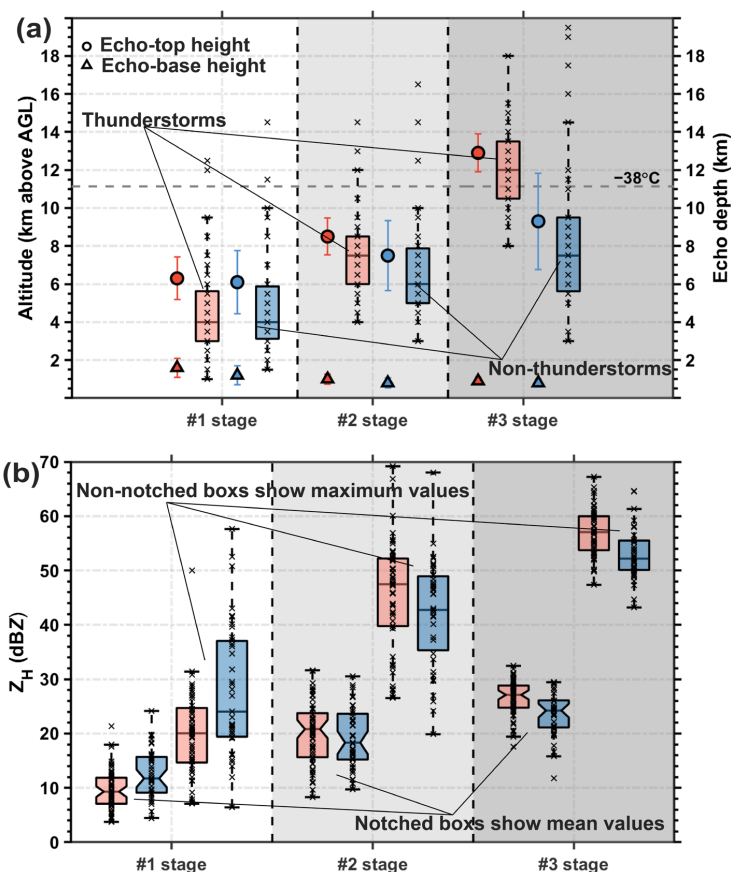 (a)
Echo-top height
Echo-base height
Thunderstorms
Non-thunderstorms
−38°C
Altitude (km above AGL)
Echo depth (km)
18
16
14
12
10
8
6
4
2
18
16
14
12
10
8
6
4
2
#1 stage
#2 stage
#3 stage
(b)
Non-notched boxs show maximum values
Notched boxs show mean values
Z_H (dBZ)
70
60
50
40
30
20
10
0
#1 stage
#2 stage
#3 stage